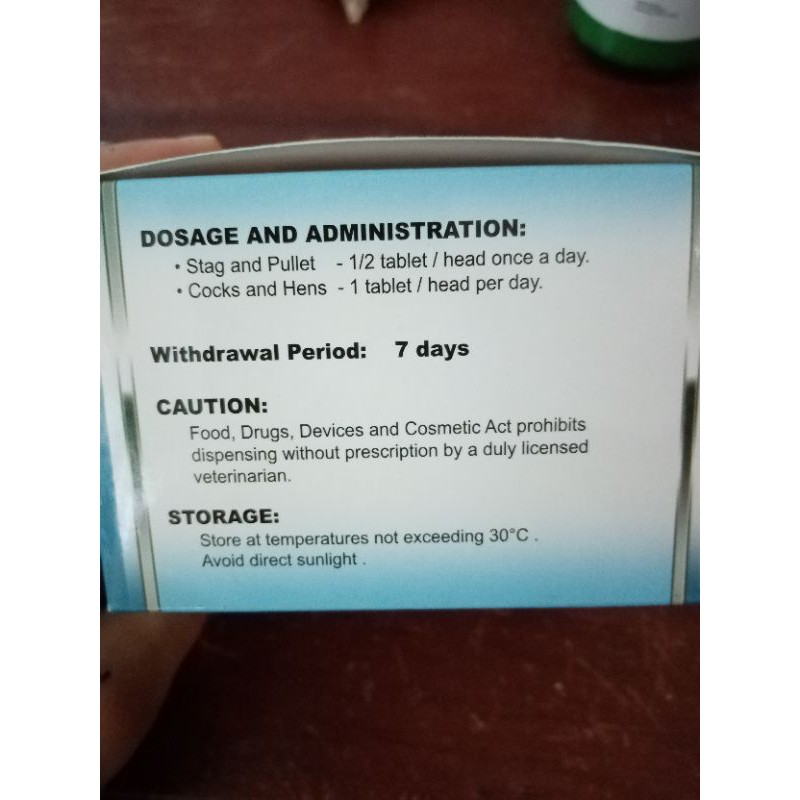 DOSAGE AND ADMINISTRATION:
• Stag and Pullet - 1/2 tablet / head once a day.
• Cocks and Hens - 1 tablet / head per day.
Withdrawal Period: 7 days
CAUTION:
Food, Drugs, Devices and Cosmetic Act prohibits
dispensing without prescription by a duly licensed
veterinarian.
STORAGE:
Store at temperatures not exceeding 30°C .
Avoid direct sunlight .